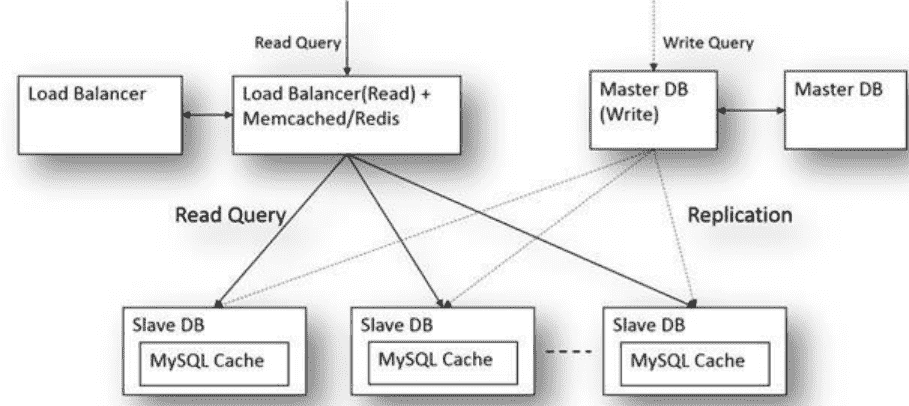 Read Query
Write Query
Load Balancer
Load Balancer(Read) +
Memcached/Redis
Master DB
(Write)
Master DB
Read Query
Replication
Slave DB
MySQL Cache
Slave DB
MySQL Cache
Slave DB
MySQL Cache